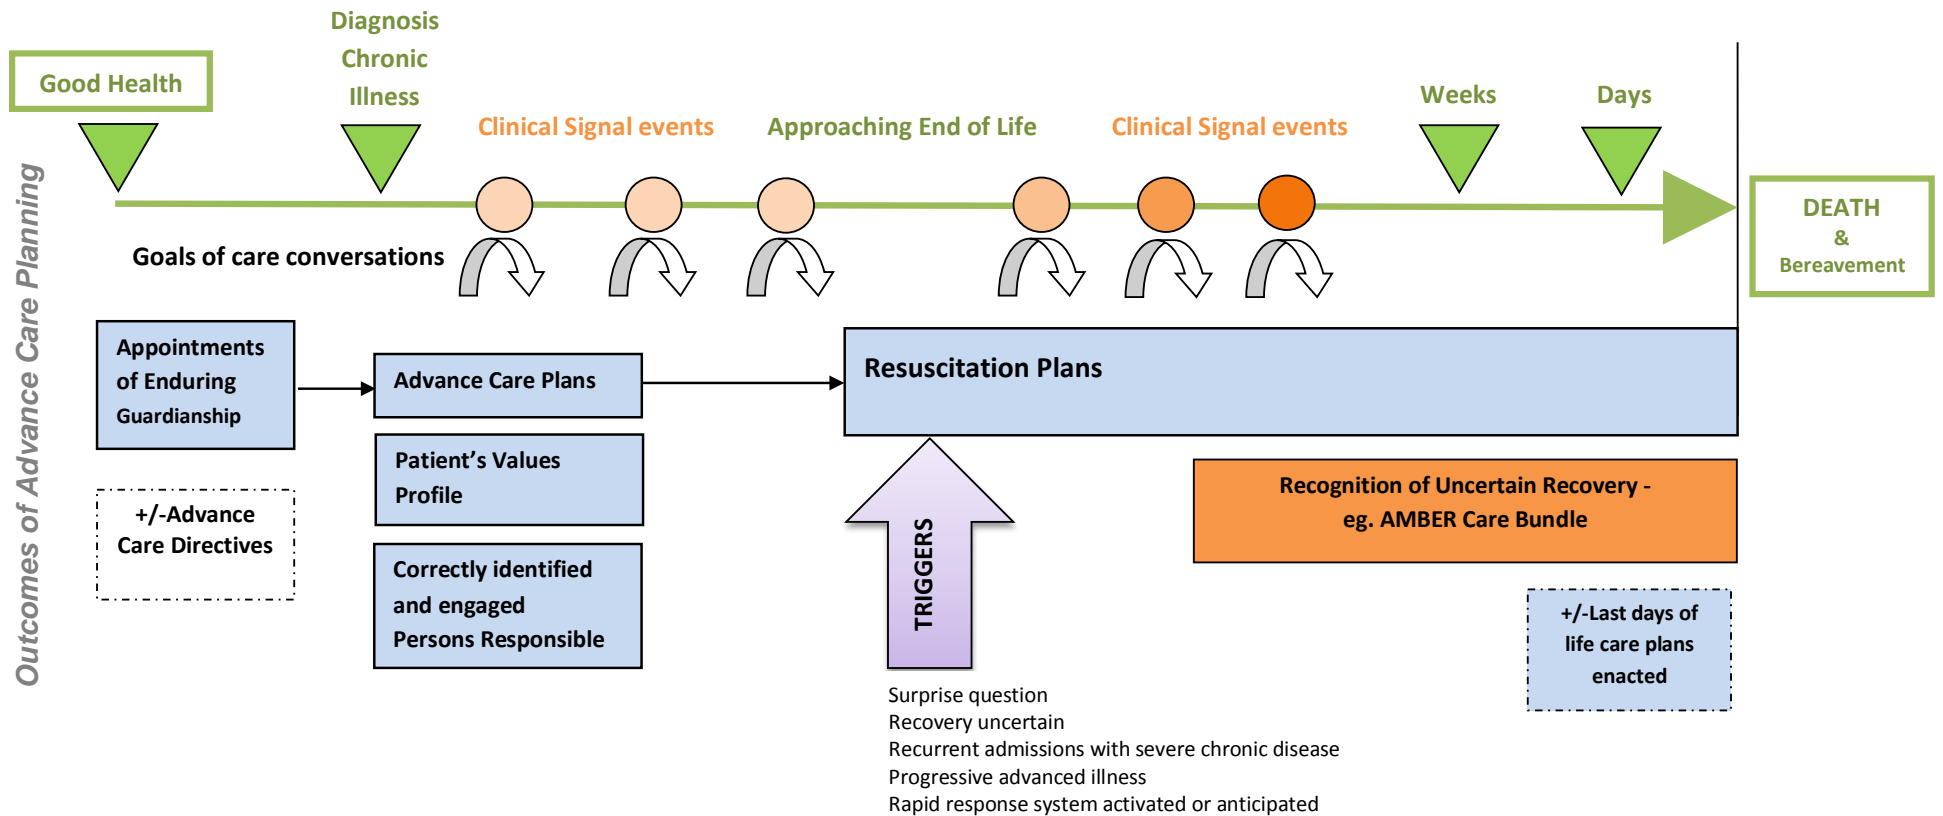 Diagnosis
Chronic
Illness
Good Health
Clinical Signal events
Approaching End of Life
Clinical Signal events
Weeks
Days
DEATH
&
Bereavement
Goals of care conversations
Outcomes of Advance Care Planning
Appointments
of Enduring
Guardianship
+/-Advance
Care Directives
Advance Care Plans
Patient’s Values
Profile
Correctly identified
and engaged
Persons Responsible
Resuscitation Plans
TRIGGERS
Surprise question
Recovery uncertain
Recurrent admissions with severe chronic disease
Progressive advanced illness
Rapid response system activated or anticipated
Recognition of Uncertain Recovery -
eg. AMBER Care Bundle
+/-Last days of
life care plans
enacted